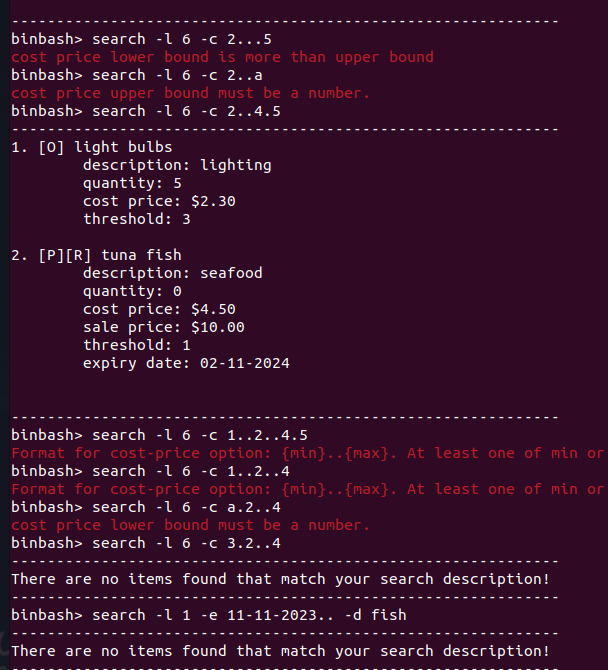 -------------------------------------------------------------
binbash> search -l 6 -c 2...5
cost price lower bound is more than upper bound
binbash> search -l 6 -c 2..a
cost price upper bound must be a number.
binbash> search -l 6 -c 2..4.5
-------------------------------------------------------------
1. [O] light bulbs
        description: lighting
        quantity: 5
        cost price: $2.30
        threshold: 3

2. [P][R] tuna fish
        description: seafood
        quantity: 0
        cost price: $4.50
        sale price: $10.00
        threshold: 1
        expiry date: 02-11-2024


-------------------------------------------------------------
binbash> search -l 6 -c 1..2..4.5
Format for cost-price option: {min}..{max}. At least one of min or
binbash> search -l 6 -c 1..2..4
Format for cost-price option: {min}..{max}. At least one of min or
binbash> search -l 6 -c a.2..4
cost price lower bound must be a number.
binbash> search -l 6 -c 3.2..4
-------------------------------------------------------------
There are no items found that match your search description!
-------------------------------------------------------------
binbash> search -l 1 -e 11-11-2023.. -d fish
-------------------------------------------------------------
There are no items found that match your search description!
-------------------------------------------------------------